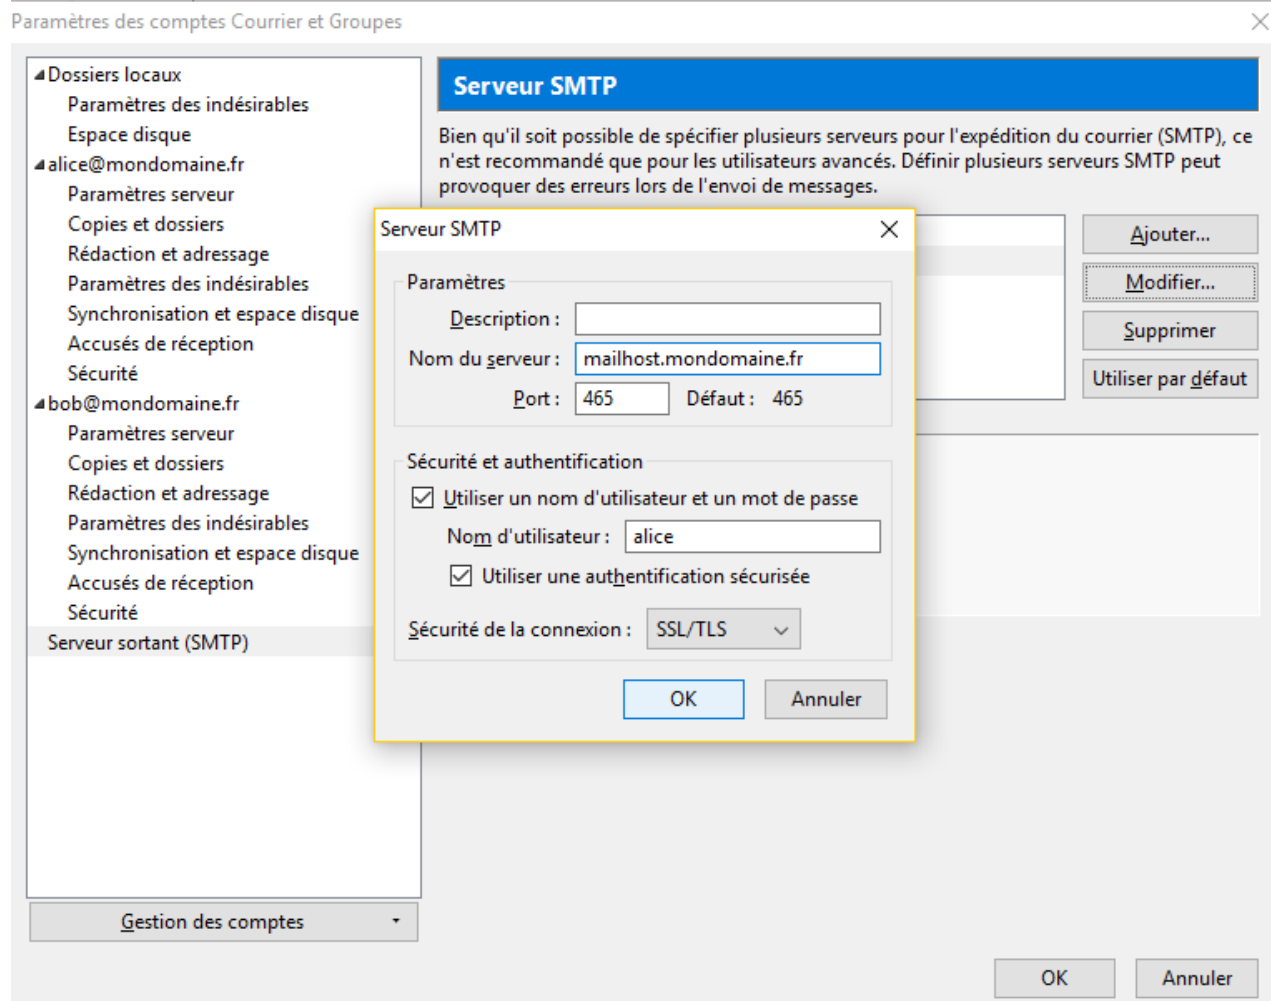 Paramètres des comptes Courrier et Groupes
Dossiers locaux
Paramètres des indésirables
Espace disque
alice@mondomaine.fr
Paramètres serveur
Copies et dossiers
Rédaction et adressage
Paramètres des indésirables
Synchronisation et espace disque
Accusés de réception
Sécurité
bob@mondomaine.fr
Paramètres serveur
Copies et dossiers
Rédaction et adressage
Paramètres des indésirables
Synchronisation et espace disque
Accusés de réception
Sécurité
Serveur sortant (SMTP)
Gestion des comptes
Serveur SMTP
Bien qu'il soit possible de spécifier plusieurs serveurs pour l'expédition du courrier (SMTP), ce
n'est recommandé que pour les utilisateurs avancés. Définir plusieurs serveurs SMTP peut
provoquer des erreurs lors de l'envoi de messages.
Ajouter...
Modifier...
Supprimer
Utiliser par défaut
Serveur SMTP
Paramètres
Description :
Nom du serveur : mailhost.mondomaine.fr
Port : 465 Défaut : 465
Sécurité et authentification
Utiliser un nom d'utilisateur et un mot de passe
Nom d'utilisateur : alice
Utiliser une authentification sécurisée
Sécurité de la connexion : SSL/TLS
OK Annuler
OK Annuler